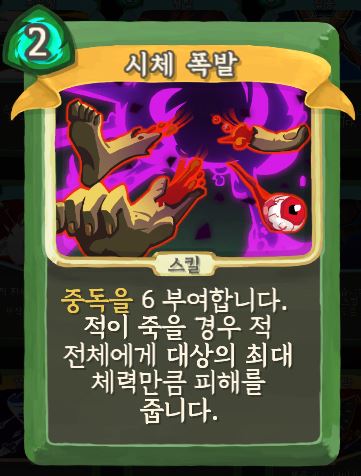 2
시체 폭발
스킬
중독을 6 부여합니다.
적이 죽을 경우 적
전체에게 대상의 최대
체력만큼 피해를
줍니다.